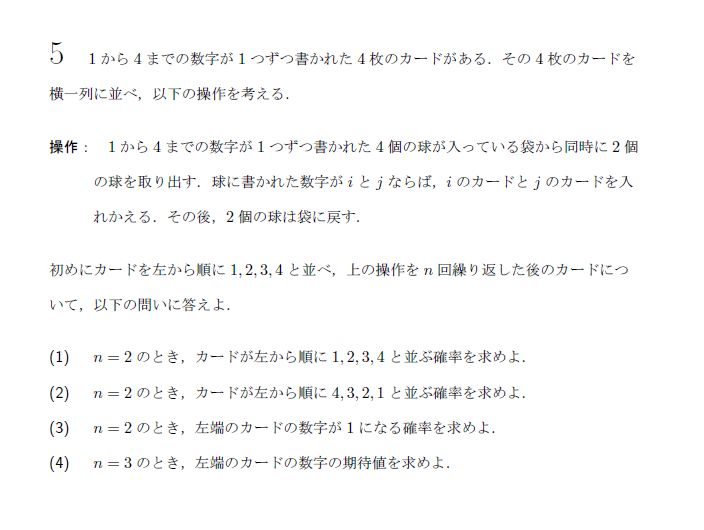 5 1 から 4 までの数字が 1 つずつ書かれた 4 枚のカードがある．その 4 枚のカードを
横一列に並べ，以下の操作を考える．
操作： 1 から 4 までの数字が 1 つずつ書かれた 4 個の球が入っている袋から同時に 2 個
の球を取り出す．球に書かれた数字が i と j ならば，i のカードと j のカードを入
れかえる．その後，2 個の球は袋に戻す．
初めにカードを左から順に 1, 2, 3, 4 と並べ，上の操作を n 回繰り返した後のカードにつ
いて，以下の問いに答えよ．
(1) n = 2 のとき，カードが左から順に 1, 2, 3, 4 と並ぶ確率を求めよ．
(2) n = 2 のとき，カードが左から順に 4, 3, 2, 1 と並ぶ確率を求めよ．
(3) n = 2 のとき，左端のカードの数字が 1 になる確率を求めよ．
(4) n = 3 のとき，左端のカードの数字の期待値を求めよ．